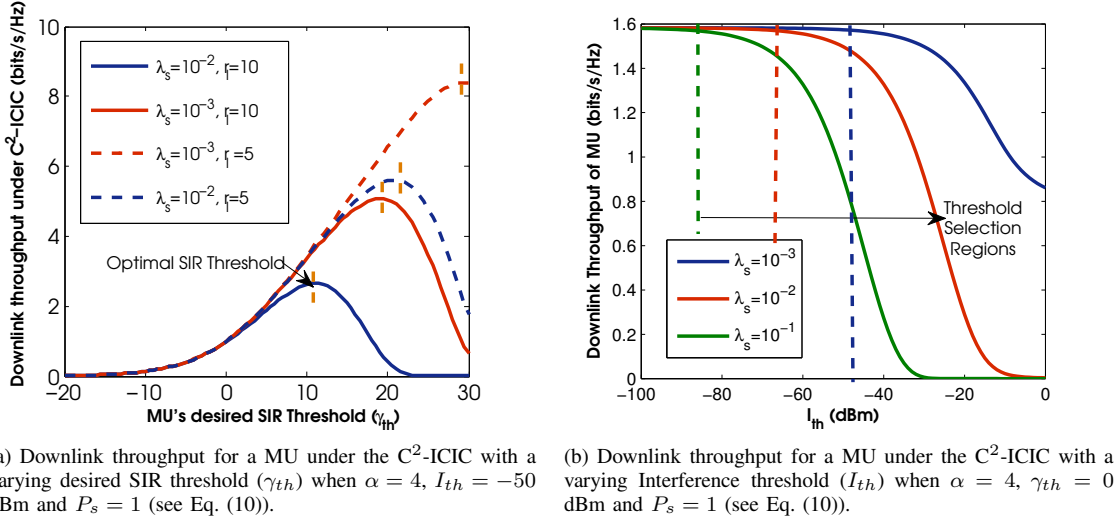 Downlink throughput under C²–ICIC (bits/s/Hz)
10
8
6
4
2
0
λs=10⁻², rl=10
λs=10⁻³, rl=10
λs=10⁻³, rl=5
λs=10⁻², rl=5
Optimal SIR Threshold
−20 −10 0 10 20 30
MU's desired SIR Threshold (γth)
a) Downlink throughput for a MU under the C²-ICIC with a
arying desired SIR threshold (γth) when α = 4, Ith = −50
Bm and Ps = 1 (see Eq. (10)).
Downlink Throughput of MU (bits/s/Hz)
1.6
1.4
1.2
1
0.8
0.6
0.4
0.2
0
Threshold
Selection
Regions
λs=10⁻³
λs=10⁻²
λs=10⁻¹
−100 −80 −60 −40 −20 0
Ith (dBm)
(b) Downlink throughput for a MU under the C²-ICIC with a
varying Interference threshold (Ith) when α = 4, γth = 0
dBm and Ps = 1 (see Eq. (10)).